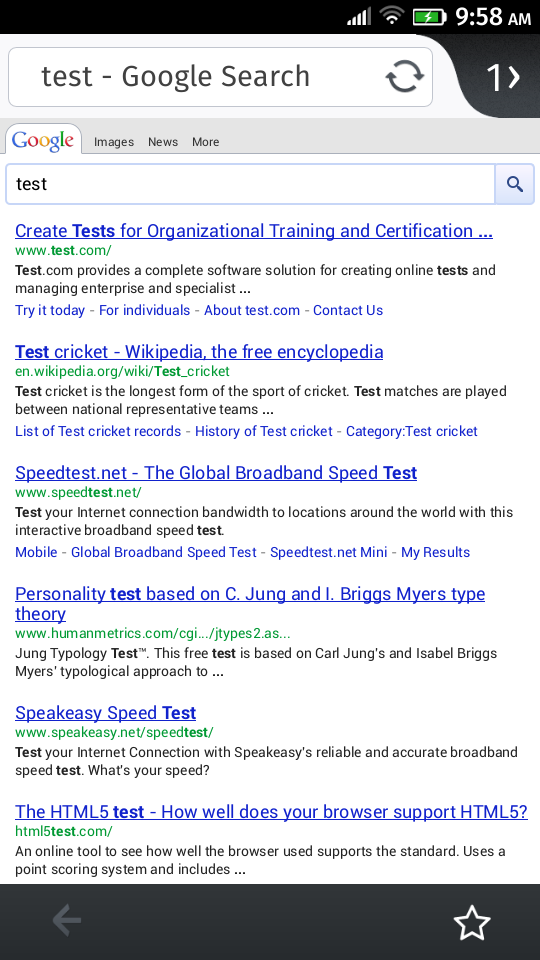 9:58 AM
test - Google Search
1
Google Images News More
test
Create Tests for Organizational Training and Certification ...
www.test.com/
Test.com provides a complete software solution for creating online tests and
managing enterprise and specialist ...
Try it today - For individuals - About test.com - Contact Us
Test cricket - Wikipedia, the free encyclopedia
en.wikipedia.org/wiki/Test_cricket
Test cricket is the longest form of the sport of cricket. Test matches are played
between national representative teams ...
List of Test cricket records - History of Test cricket - Category:Test cricket
Speedtest.net - The Global Broadband Speed Test
www.speedtest.net/
Test your Internet connection bandwidth to locations around the world with this
interactive broadband speed test.
Mobile - Global Broadband Speed Test - Speedtest.net Mini - My Results
Personality test based on C. Jung and I. Briggs Myers type
theory
www.humanmetrics.com/cgi.../jtypes2.as...
Jung Typology Test™. This free test is based on Carl Jung's and Isabel Briggs
Myers' typological approach to ...
Speakeasy Speed Test
www.speakeasy.net/speedtest/
Test your Internet Connection with Speakeasy's reliable and accurate broadband
speed test. What's your speed?
The HTML5 test - How well does your browser support HTML5?
html5test.com/
An online tool to see how well the browser used supports the standard. Uses a
point scoring system and includes ...